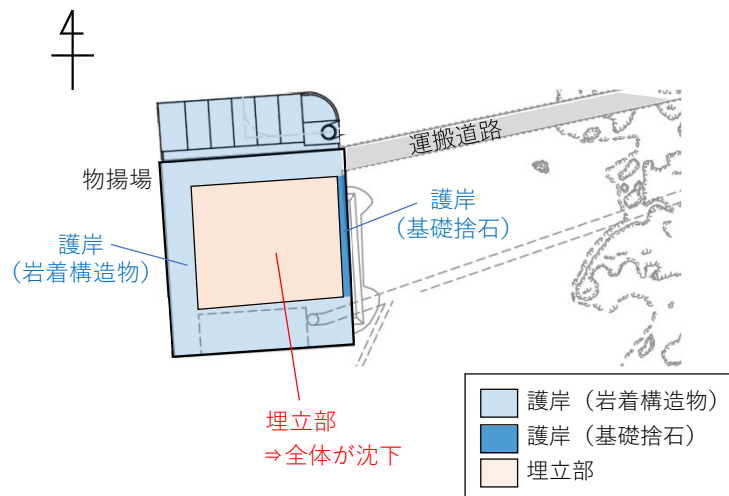 運搬道路
物揚場
護岸
（基礎捨石）
護岸
（岩着構造物）
埋立部
⇒全体が沈下
護岸（岩着構造物）
護岸（基礎捨石）
埋立部